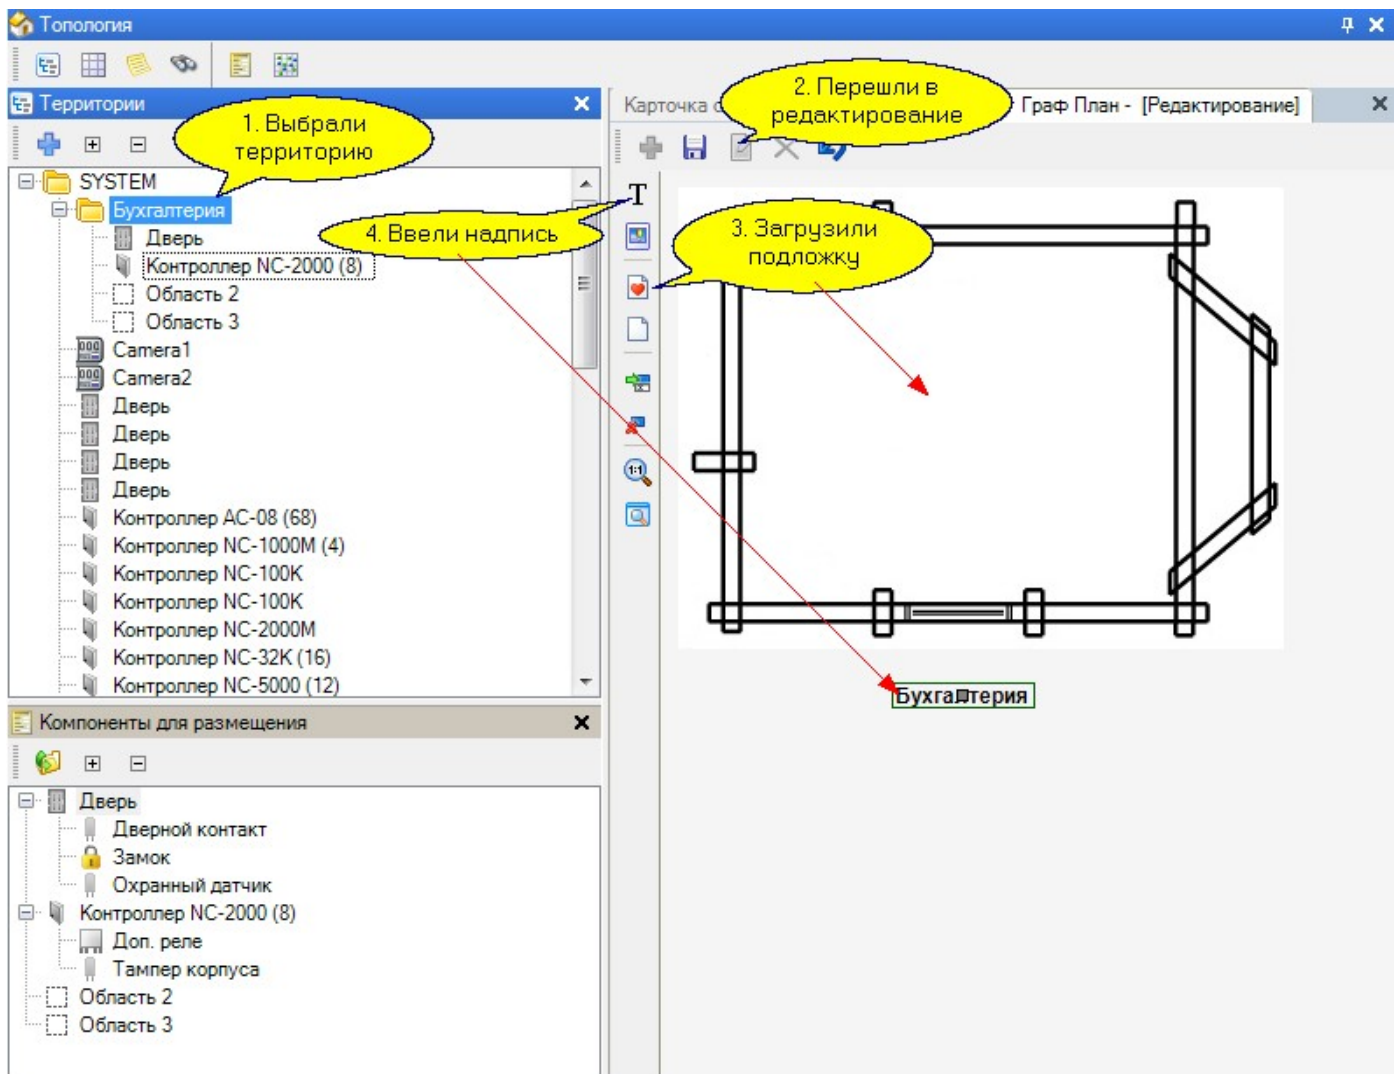 Топология
Территории
1. Выбрали
территорию
SYSTEM
Бухгалтерия
Дверь
Контроллер NC-2000 (8)
Область 2
Область 3
Camera1
Camera2
Дверь
Дверь
Дверь
Дверь
Контроллер AC-08 (68)
Контроллер NC-1000M (4)
Контроллер NC-100K
Контроллер NC-100K
Контроллер NC-2000M
Контроллер NC-32K (16)
Контроллер NC-5000 (12)
Компоненты для размещения
Дверь
Дверной контакт
Замок
Охранный датчик
Контроллер NC-2000 (8)
Доп. реле
Тампер корпуса
Область 2
Область 3
Карточка
2. Перешли в
редактирование
Граф План - [Редактирование]
T
4. Ввели надпись
3. Загрузили
подложку
1:1
Бухгалтерия